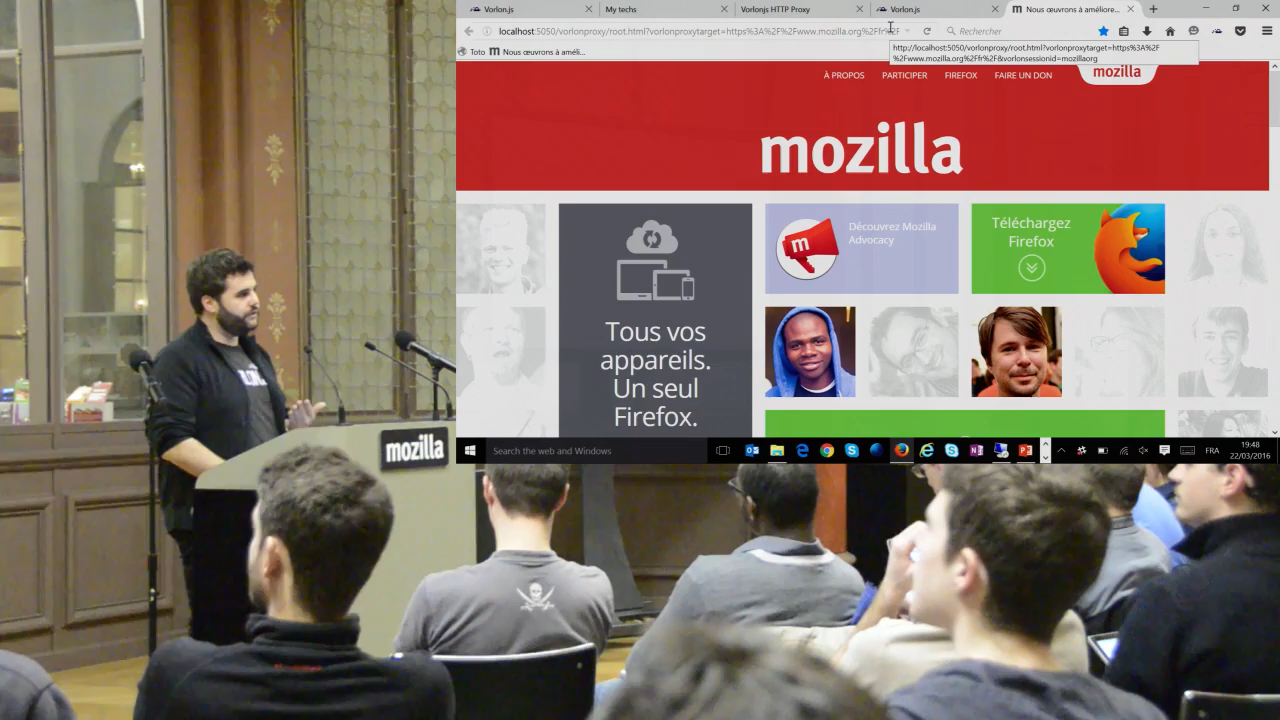 Vorlon.js
My techs
Vorlonjs HTTP Proxy
Vorlon.js
Nous œuvrons à améliore...
localhost:5050/vorlonproxy/root.html?vorlonproxytarget=https%3A%2F%2Fwww.mozilla.org%2Ffr%2F
Rechercher
http://localhost:5050/vorlonproxy/root.html?vorlonproxytarget=https%3A%2F
%2Fwww.mozilla.org%2Ffr%2F&vorlonsessionid=mozillaorg
Toto
Nous œuvrons à améli...
À PROPOS
PARTICIPER
FIREFOX
FAIRE UN DON
mozilla
mozilla
Découvrez Mozilla
Advocacy
Téléchargez
Firefox
Tous vos
appareils.
Un seul
Firefox.
Search the web and Windows
FRA
19:48
22/03/2016
mozilla